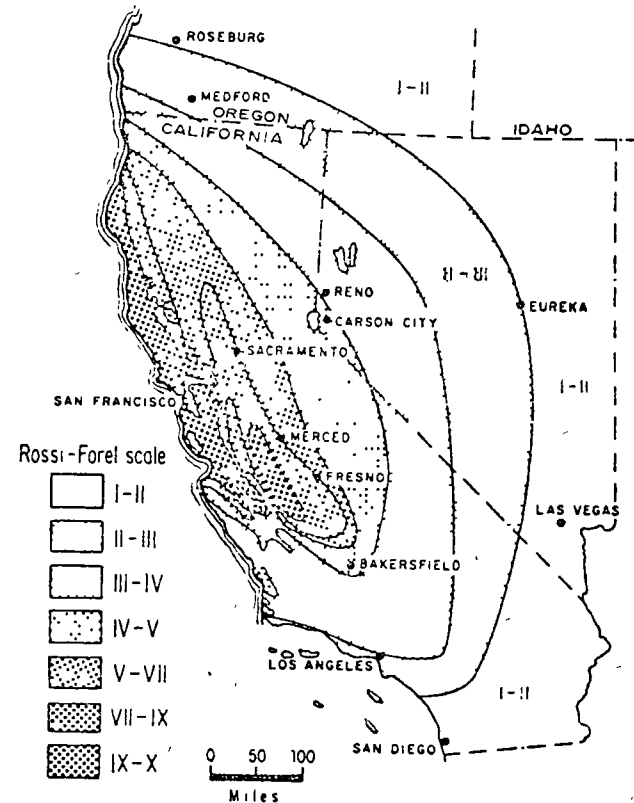 ROSEBURG
I-II
MEDFORD
OREGON
CALIFORNIA
IDAHO
RENO
EUREKA
CARSON CITY
SACRAMENTO
I-II
SAN FRANCISCO
MERCED
Rossi-Forel scale
FRESNO
I-II
LAS VEGAS
II-III
BAKERSFIELD
III-IV
IV-V
LOS ANGELES
V-VII
I-II
VII-IX
SAN DIEGO
IX-X
0 50 100
Miles